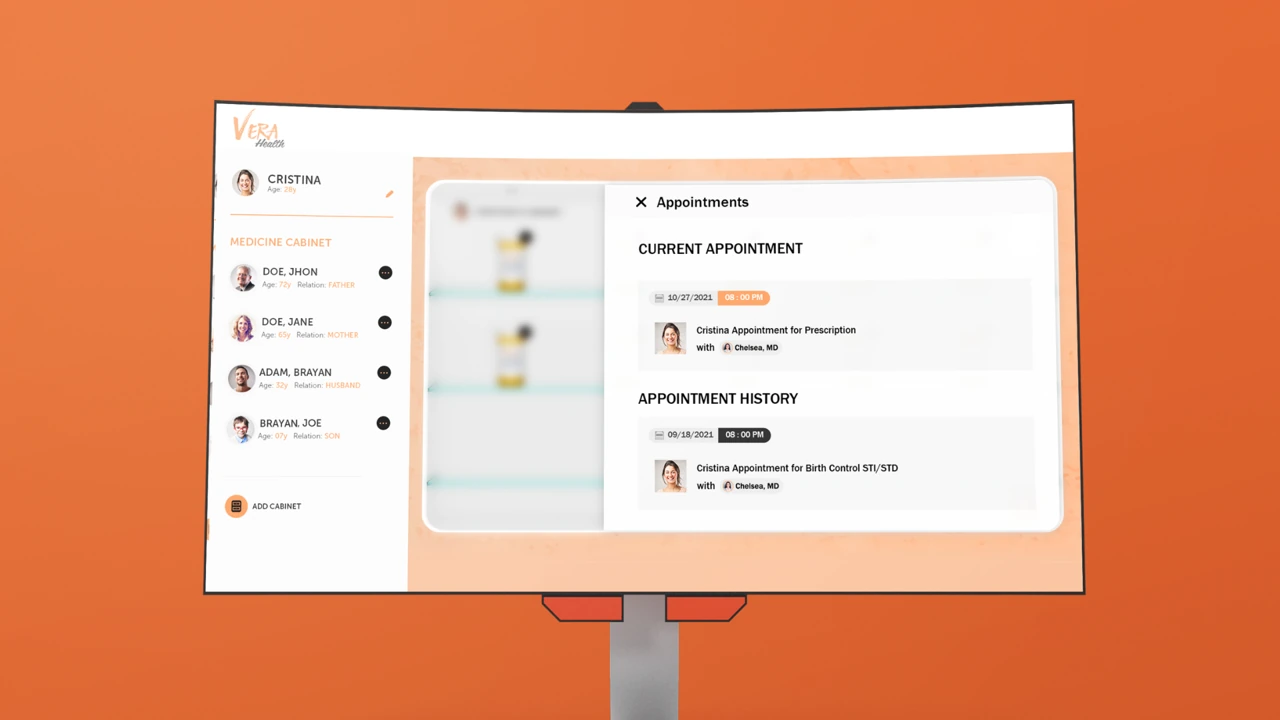 VERA
Health
CRISTINA
Age: 28y
MEDICINE CABINET
DOE, JHON
Age: 72y Relation: FATHER
DOE, JANE
Age: 65y Relation: MOTHER
ADAM, BRAYAN
Age: 32y Relation: HUSBAND
BRAYAN, JOE
Age: 07y Relation: SON
ADD CABINET
Appointments
CURRENT APPOINTMENT
10/27/2021 08 : 00 PM
Cristina Appointment for Prescription
with Chelsea, MD
APPOINTMENT HISTORY
09/18/2021 08 : 00 PM
Cristina Appointment for Birth Control STI/STD
with Chelsea, MD